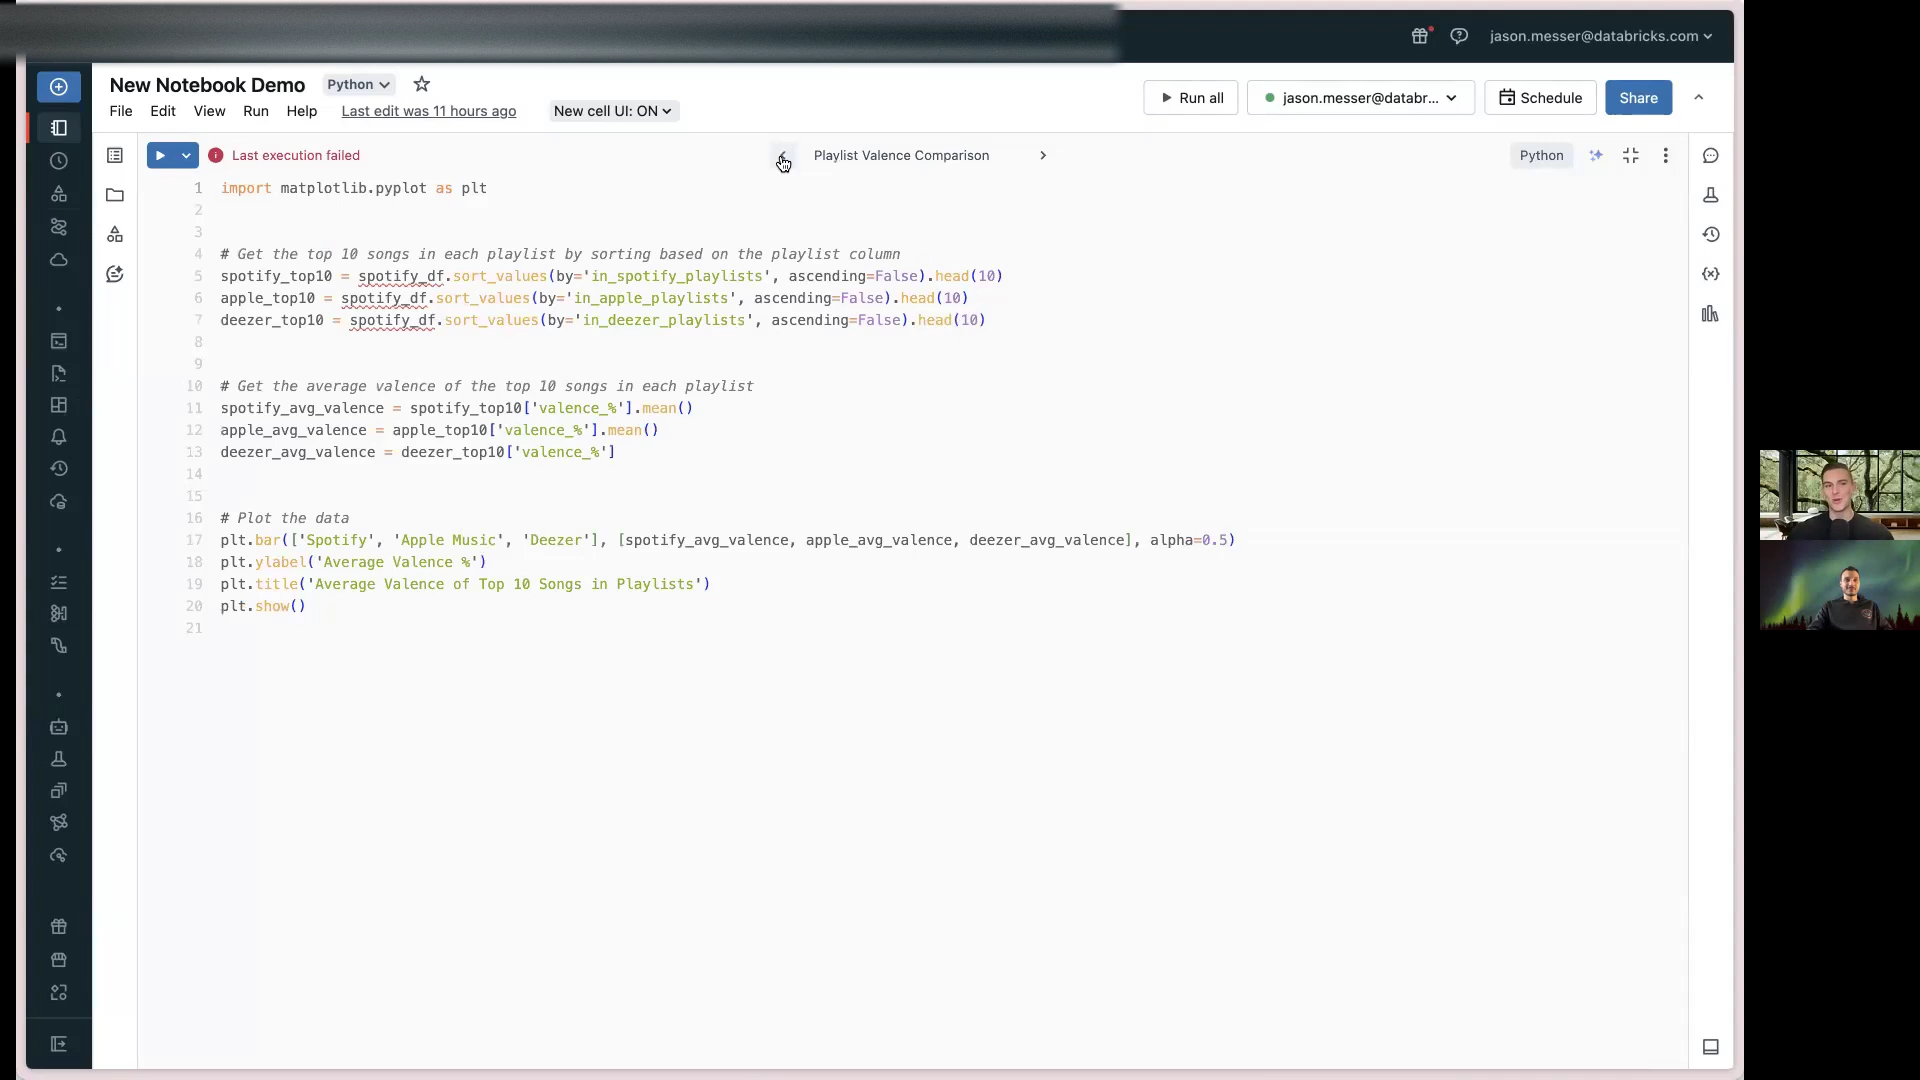 jason.messer@databricks.com
New Notebook Demo Python
File Edit View Run Help Last edit was 11 hours ago New cell UI: ON
Run all jason.messer@databr... Schedule Share
Last execution failed Playlist Valence Comparison Python
1 import matplotlib.pyplot as plt
2
3
4 # Get the top 10 songs in each playlist by sorting based on the playlist column
5 spotify_top10 = spotify_df.sort_values(by='in_spotify_playlists', ascending=False).head(10)
6 apple_top10 = spotify_df.sort_values(by='in_apple_playlists', ascending=False).head(10)
7 deezer_top10 = spotify_df.sort_values(by='in_deezer_playlists', ascending=False).head(10)
8
9
10 # Get the average valence of the top 10 songs in each playlist
11 spotify_avg_valence = spotify_top10['valence_%'].mean()
12 apple_avg_valence = apple_top10['valence_%'].mean()
13 deezer_avg_valence = deezer_top10['valence_%']
14
15
16 # Plot the data
17 plt.bar(['Spotify', 'Apple Music', 'Deezer'], [spotify_avg_valence, apple_avg_valence, deezer_avg_valence], alpha=0.5)
18 plt.ylabel('Average Valence %')
19 plt.title('Average Valence of Top 10 Songs in Playlists')
20 plt.show()
21